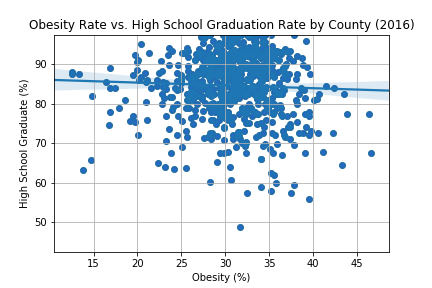 Obesity Rate vs. High School Graduation Rate by County (2016)
High School Graduate (%)
90
80
70
60
50
15 20 25 30 35 40 45
Obesity (%)